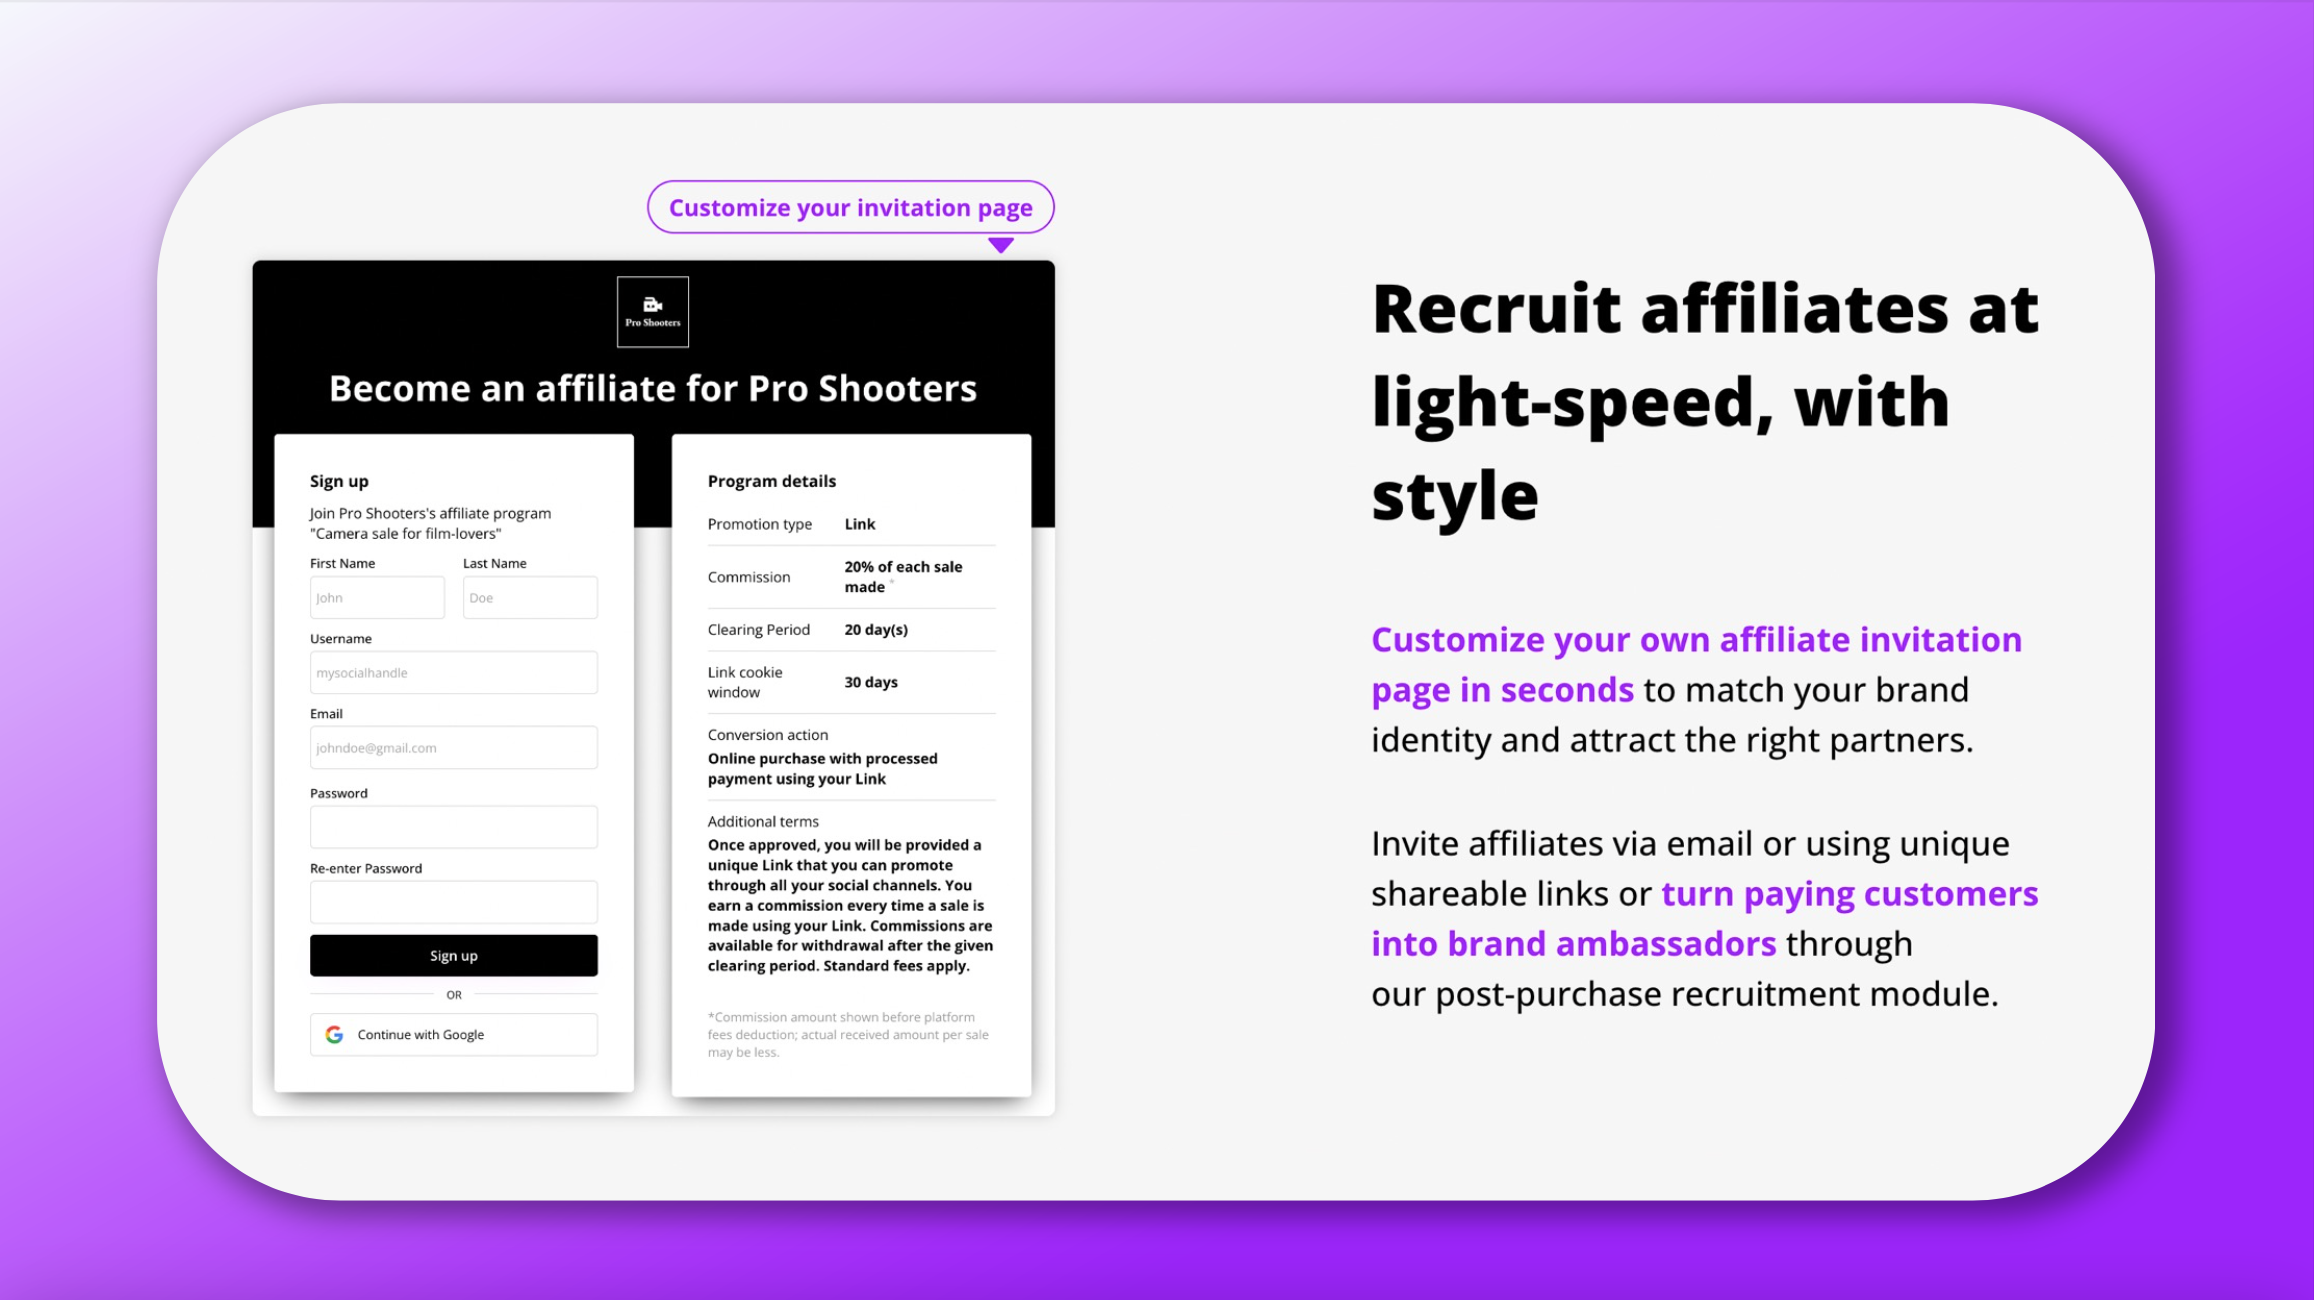 Customize your invitation page
Pro Shooters
Become an affiliate for Pro Shooters
Sign up
Join Pro Shooters's affiliate program
"Camera sale for film-lovers"
First Name
Last Name
John
Doe
Username
mysocialhandle
Email
johndoe@gmail.com
Password
Re-enter Password
Sign up
OR
Continue with Google
Program details
Promotion type
Link
Commission
20% of each sale
made *
Clearing Period
20 day(s)
Link cookie
window
30 days
Conversion action
Online purchase with processed
payment using your Link
Additional terms
Once approved, you will be provided a
unique Link that you can promote
through all your social channels. You
earn a commission every time a sale is
made using your Link. Commissions are
available for withdrawal after the given
clearing period. Standard fees apply.
*Commission amount shown before platform
fees deduction; actual received amount per sale
may be less.
Recruit affiliates at
light-speed, with
style
Customize your own affiliate invitation
page in seconds to match your brand
identity and attract the right partners.
Invite affiliates via email or using unique
shareable links or turn paying customers
into brand ambassadors through
our post-purchase recruitment module.